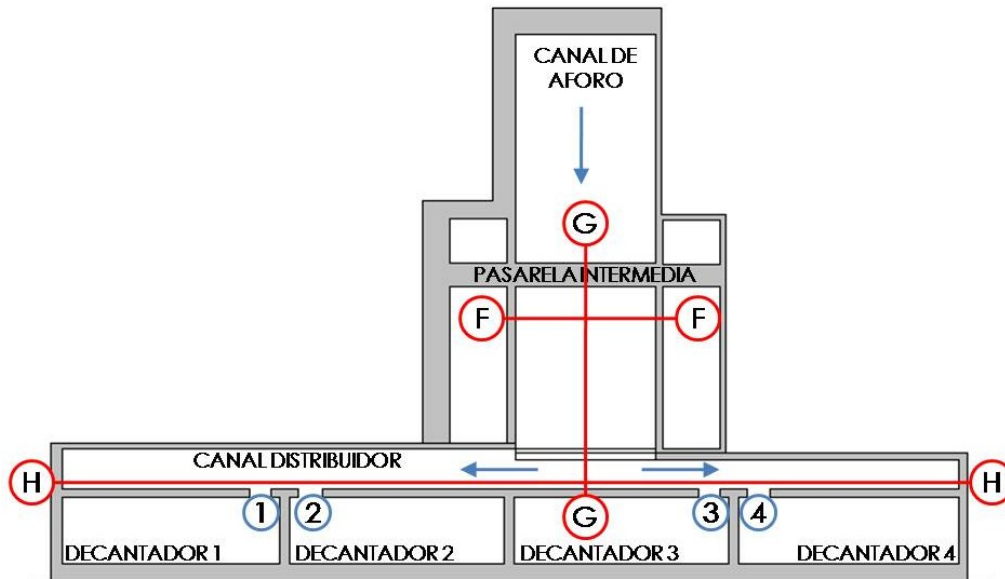 CANAL DE
AFORO
G
PASARELA INTERMEDIA
F F
CANAL DISTRIBUIDOR
H H
1 2 G 3 4
DECANTADOR 1 DECANTADOR 2 DECANTADOR 3 DECANTADOR 4